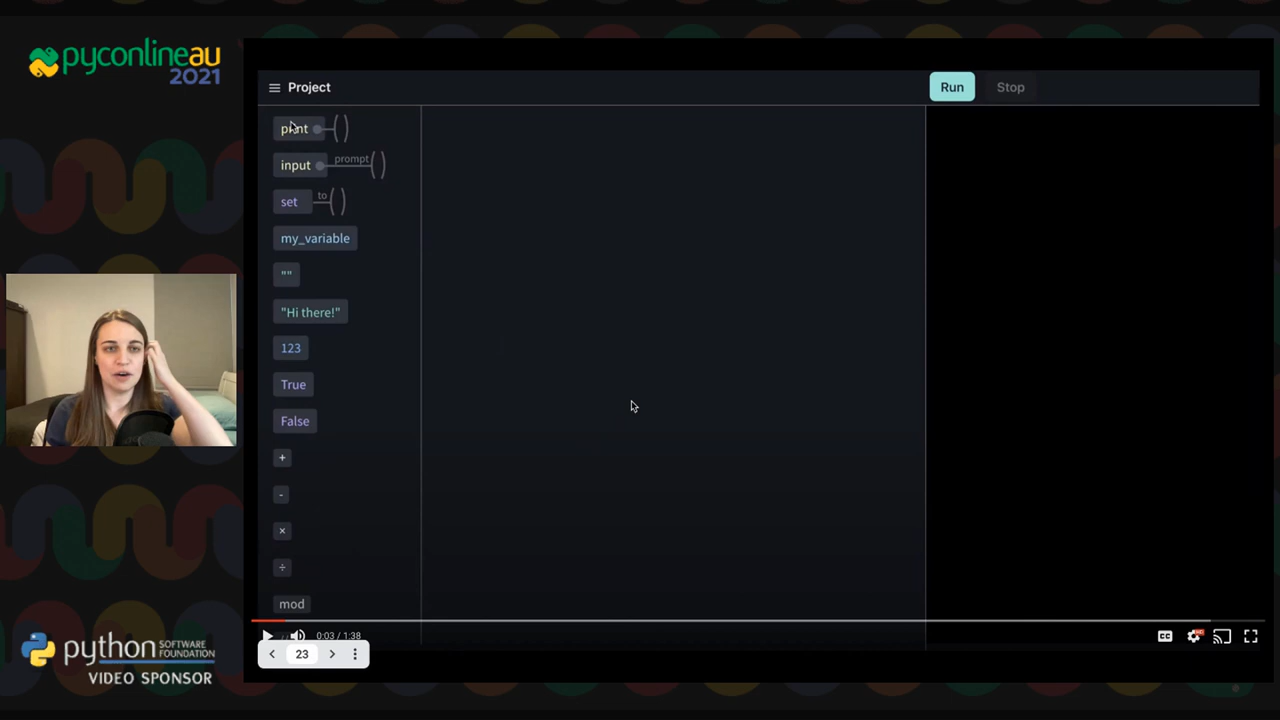 pyconlineau
2021
Project
Run
Stop
print ()
input prompt ()
set to ()
my_variable
""
"Hi there!"
123
True
False
+
-
×
÷
mod
0:03 / 1:38
CC
23
python SOFTWARE FOUNDATION
VIDEO SPONSOR